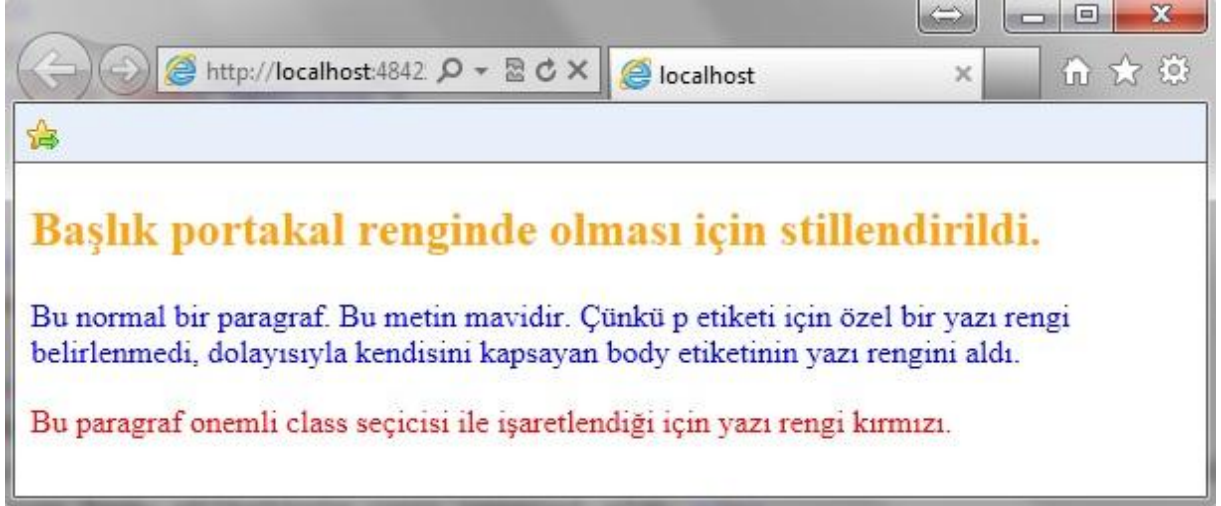 http://localhost:4842
localhost
Başlık portakal renginde olması için stillendirildi.
Bu normal bir paragraf. Bu metin mavidir. Çünkü p etiketi için özel bir yazı rengi
belirlenmedi, dolayısıyla kendisini kapsayan body etiketinin yazı rengini aldı.
Bu paragraf onemli class seçicisi ile işaretlendiği için yazı rengi kırmızı.